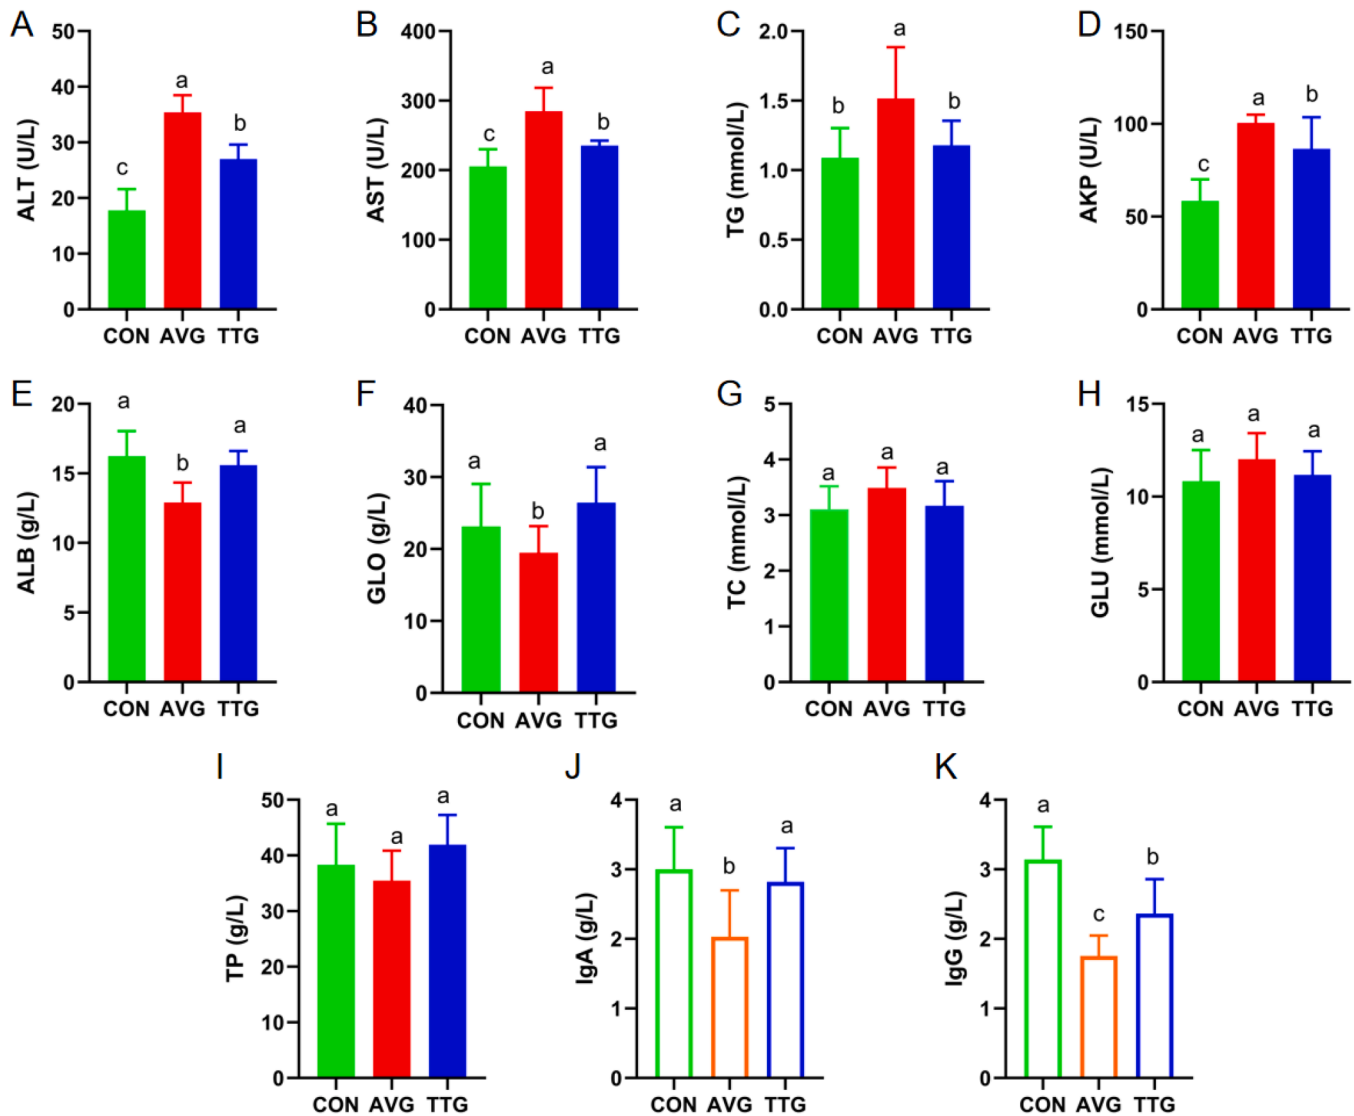 A
B
C
D
50
40
30
20
10
0
ALT (U/L)
c
a
b
CON AVG TTG
400
300
200
100
0
AST (U/L)
c
a
b
CON AVG TTG
2.0
1.5
1.0
0.5
0.0
TG (mmol/L)
b
a
b
CON AVG TTG
150
100
50
0
AKP (U/L)
c
a
b
CON AVG TTG
E
F
G
H
20
15
10
5
0
ALB (g/L)
a
b
a
CON AVG TTG
40
30
20
10
0
GLO (g/L)
a
b
a
CON AVG TTG
5
4
3
2
1
0
TC (mmol/L)
a
a
a
CON AVG TTG
15
10
5
0
GLU (mmol/L)
a
a
a
CON AVG TTG
I
J
K
50
40
30
20
10
0
TP (g/L)
a
a
a
CON AVG TTG
4
3
2
1
0
IgA (g/L)
a
b
a
CON AVG TTG
4
3
2
1
0
IgG (g/L)
a
c
b
CON AVG TTG